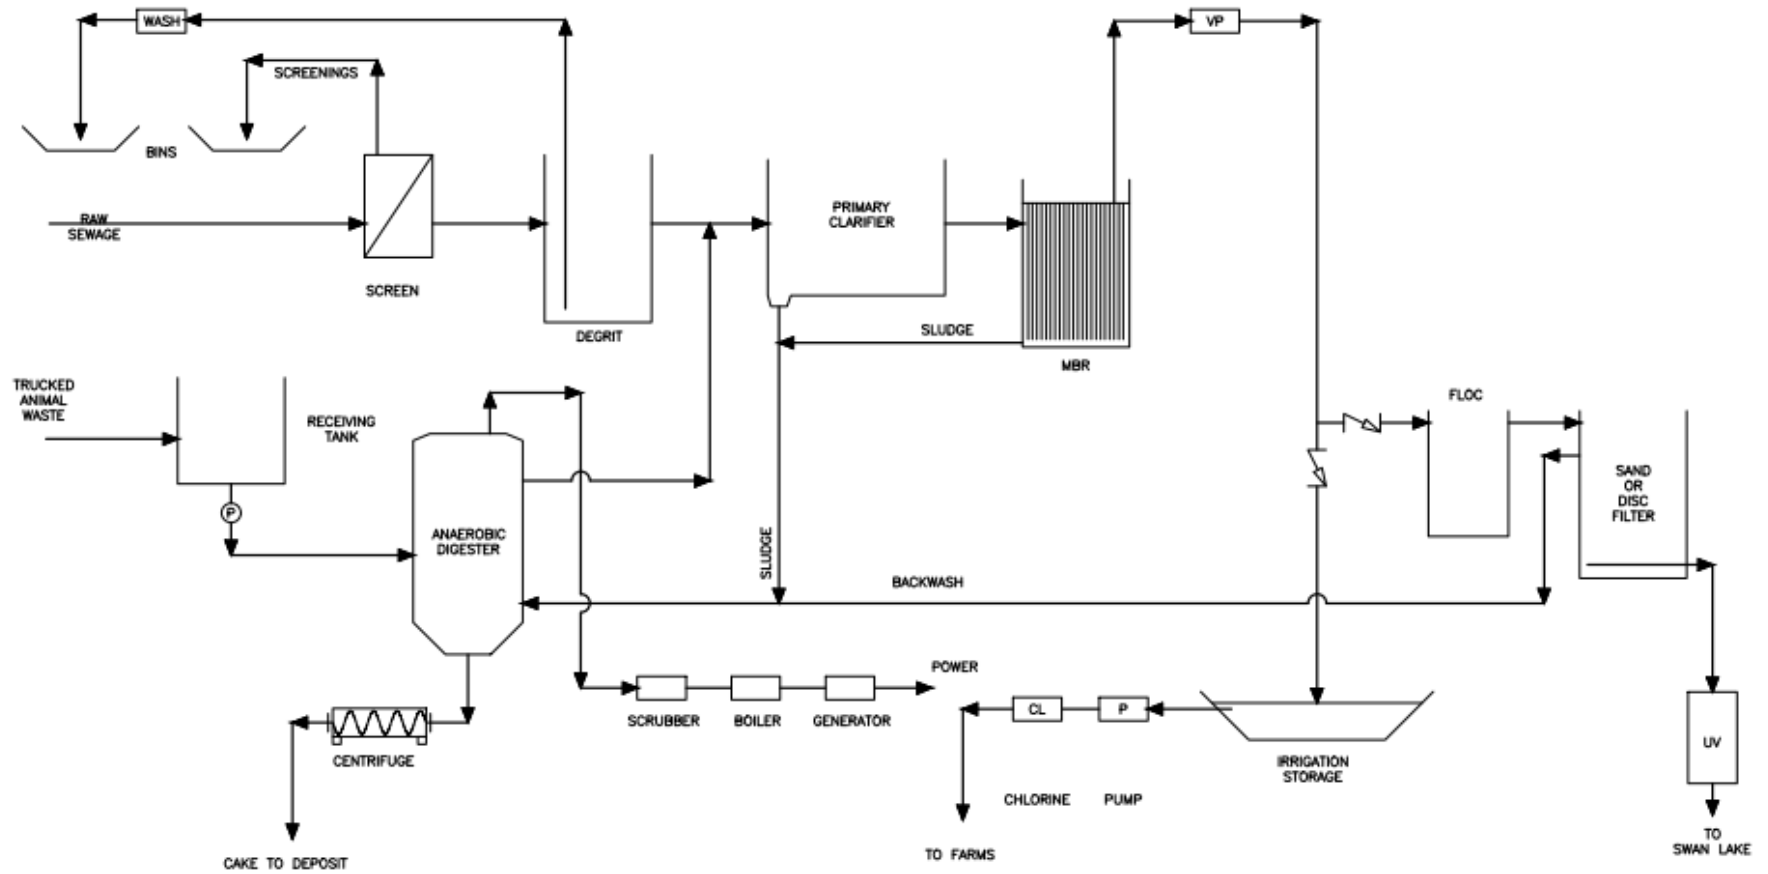 WASH
VP
SCREENINGS
BINS
RAW
SEWAGE
SCREEN
DEGRIT
PRIMARY
CLARIFIER
SLUDGE
MBR
TRUCKED
ANIMAL
WASTE
RECEIVING
TANK
P
ANAEROBIC
DIGESTER
SLUDGE
BACKWASH
FLOC
SAND
OR
DISC
FILTER
POWER
SCRUBBER
BOILER
GENERATOR
CENTRIFUGE
CAKE TO DEPOSIT
CL
P
CHLORINE
PUMP
TO FARMS
IRRIGATION
STORAGE
UV
TO
SWAN LAKE